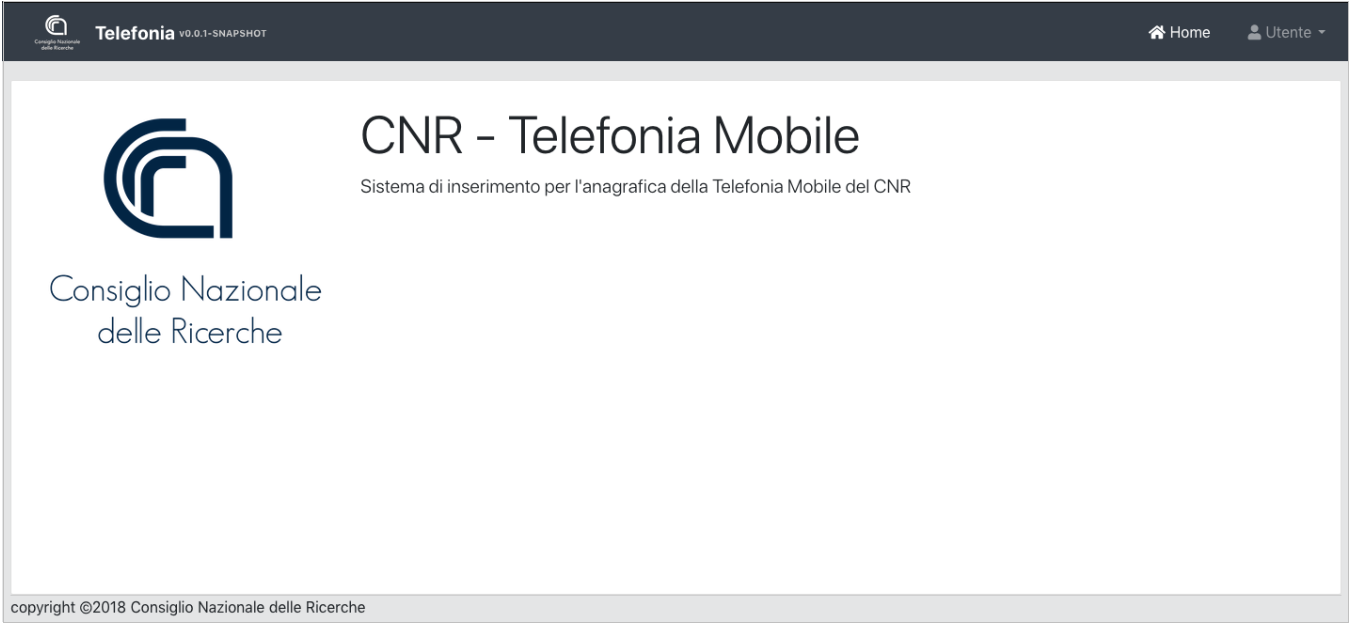 Consiglio Nazionale
delle Ricerche
Telefonia v0.0.1-SNAPSHOT
Home
Utente
CNR - Telefonia Mobile
Sistema di inserimento per l'anagrafica della Telefonia Mobile del CNR
Consiglio Nazionale
delle Ricerche
copyright ©2018 Consiglio Nazionale delle Ricerche